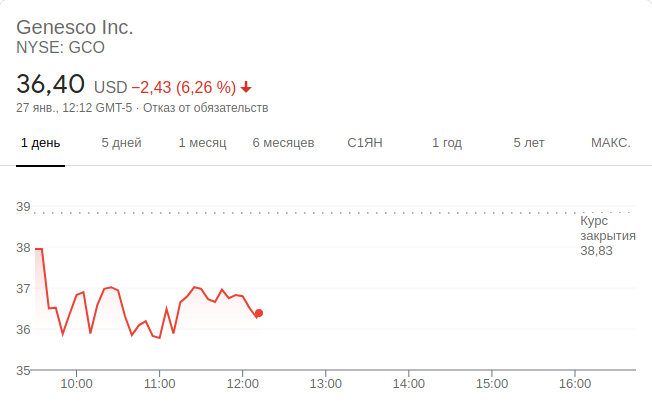 Genesco Inc.
NYSE: GCO
36,40 USD −2,43 (6,26 %)
27 янв., 12:12 GMT-5 · Отказ от обязательств
1 день 5 дней 1 месяц 6 месяцев С1ЯН 1 год 5 лет МАКС.
39
Курс
закрытия
38,83
38
37
36
35
10:00 11:00 12:00 13:00 14:00 15:00 16:00